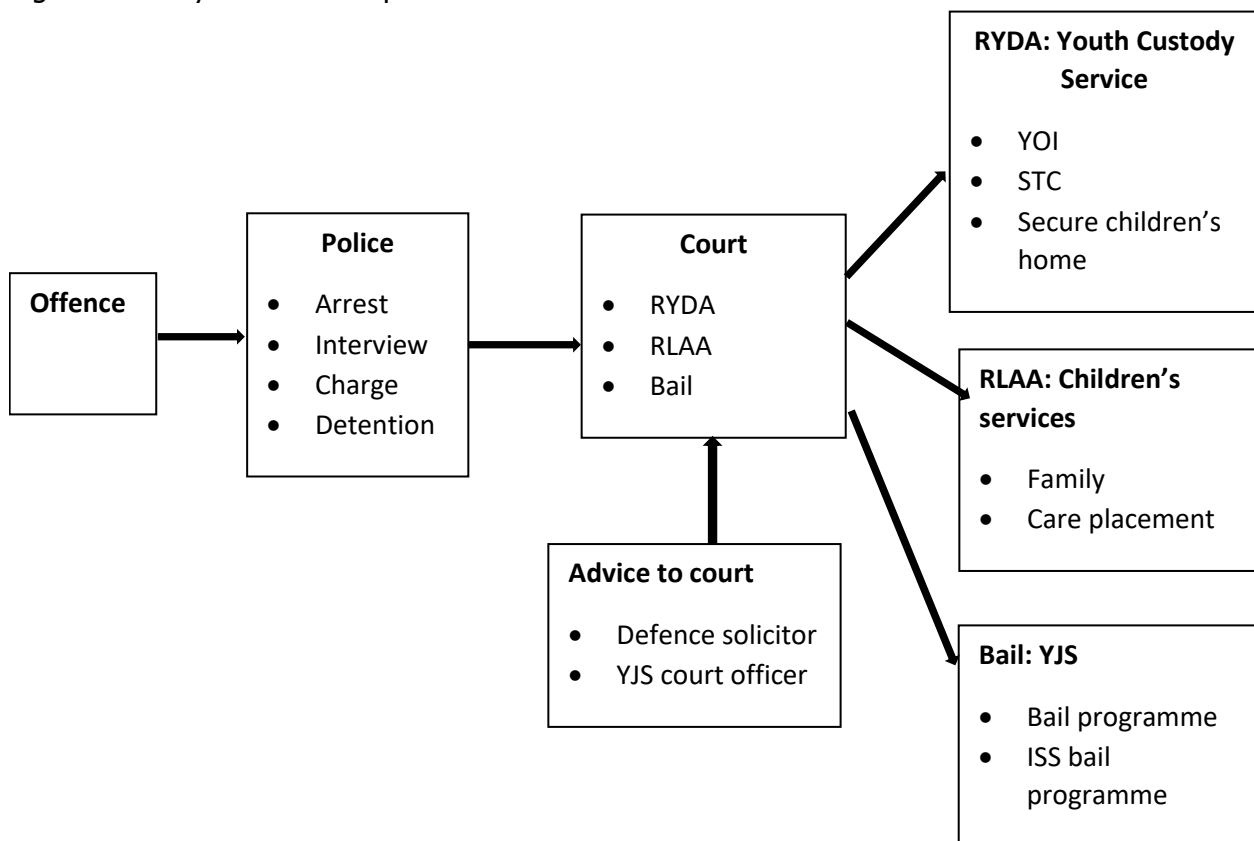 RYDA: Youth Custody
Service
• YOI
• STC
• Secure children's
home
Police
• Arrest
• Interview
• Charge
• Detention
Court
• RYDA
• RLAA
• Bail
Offence
RLAA: Children's
services
• Family
• Care placement
Advice to court
• Defence solicitor
• YJS court officer
Bail: YJS
• Bail programme
• ISS bail
programme